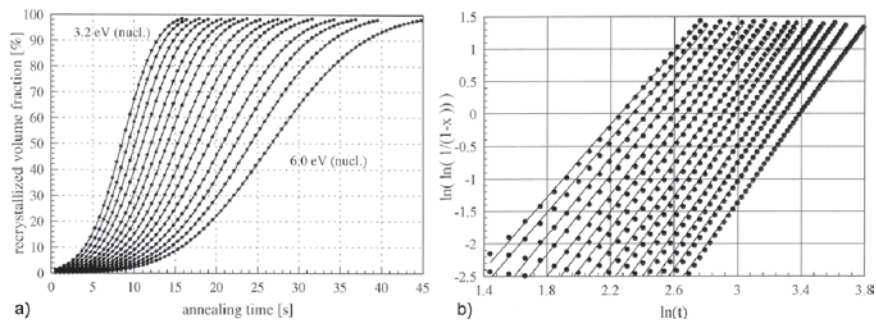 recrystallized volume fraction [%]
100
90
80
70
60
50
40
30
20
10
0
3.2 eV (nucl.)
6.0 eV (nucl.)
0 5 10 15 20 25 30 35 40 45
annealing time [s]
a)
ln( ln( 1/(1-x )))
1.5
1
0.5
0
-0.5
-1
-1.5
-2
-2.5
1.4 1.8 2.2 2.6 3 3.4 3.8
ln(t)
b)